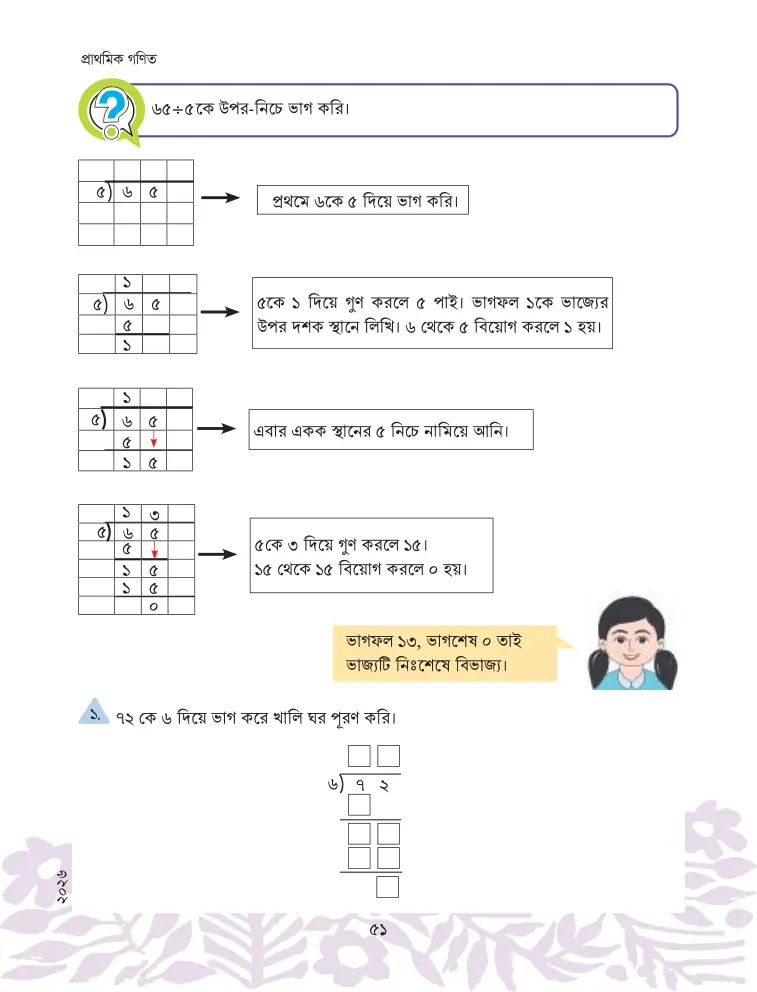 প্রাথমিক গণিত
৬৫÷৫কে উপর-নিচে ভাগ করি।
৫) ৬ ৫
প্রথমে ৬কে ৫ দিয়ে ভাগ করি।
১
৫) ৬ ৫
৫
১
৫কে ১ দিয়ে গুণ করলে ৫ পাই। ভাগফল ১কে ভাজ্যের
উপর দশক স্থানে লিখি। ৬ থেকে ৫ বিয়োগ করলে ১ হয়।
১
৫) ৬ ৫
৫
১ ৫
এবার একক স্থানের ৫ নিচে নামিয়ে আনি।
১ ৩
৫) ৬ ৫
৫
১ ৫
১ ৫
০
৫কে ৩ দিয়ে গুণ করলে ১৫।
১৫ থেকে ১৫ বিয়োগ করলে ০ হয়।
ভাগফল ১৩, ভাগশেষ ০ তাই
ভাজ্যটি নিঃশেষে বিভাজ্য।
১. ৭২ কে ৬ দিয়ে ভাগ করে খালি ঘর পূরণ করি।
৬) ৭ ২
২০২৬
৫১